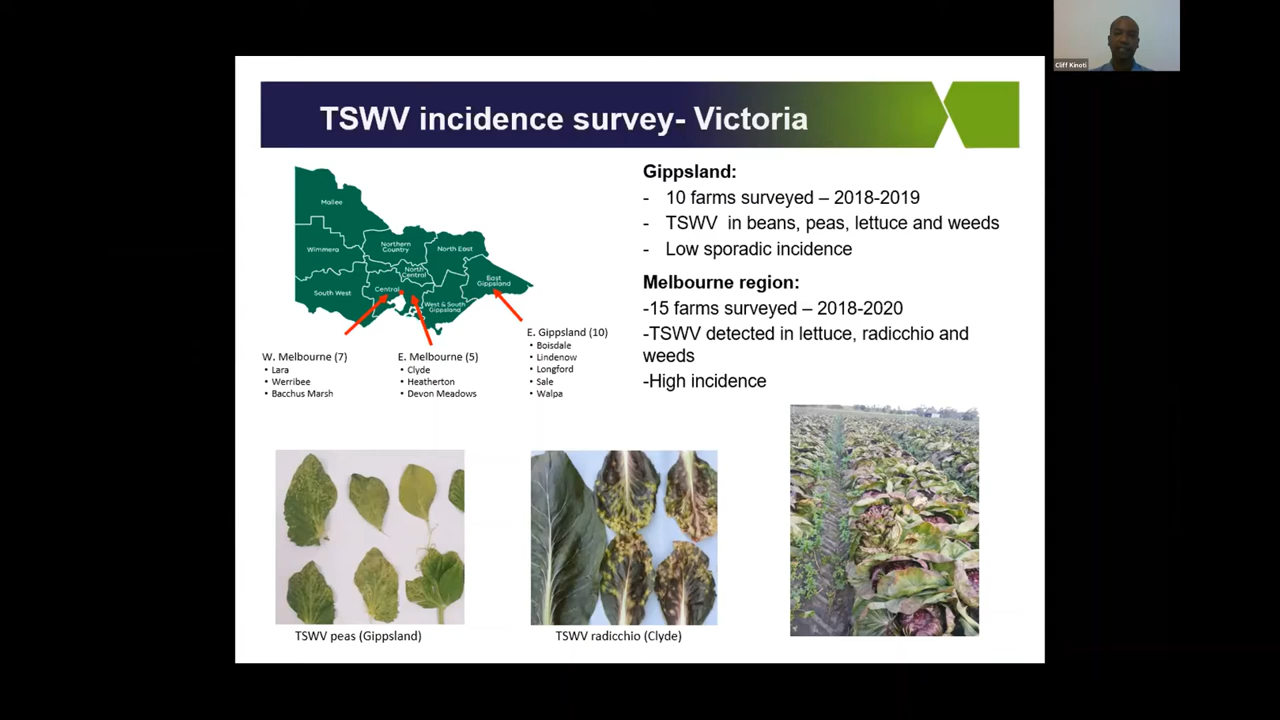 Cliff Kinoti
TSWV incidence survey- Victoria
Mallee
Wimmera
Northern
Country
North East
North
Central
South West
Central
West & South
Gippsland
East
Gippsland
W. Melbourne (7)
• Lara
• Werribee
• Bacchus Marsh
E. Melbourne (5)
• Clyde
• Heatherton
• Devon Meadows
E. Gippsland (10)
• Boisdale
• Lindenow
• Longford
• Sale
• Walpa
Gippsland:
- 10 farms surveyed – 2018-2019
- TSWV in beans, peas, lettuce and weeds
- Low sporadic incidence
Melbourne region:
-15 farms surveyed – 2018-2020
-TSWV detected in lettuce, radicchio and
weeds
-High incidence
TSWV peas (Gippsland)
TSWV radicchio (Clyde)